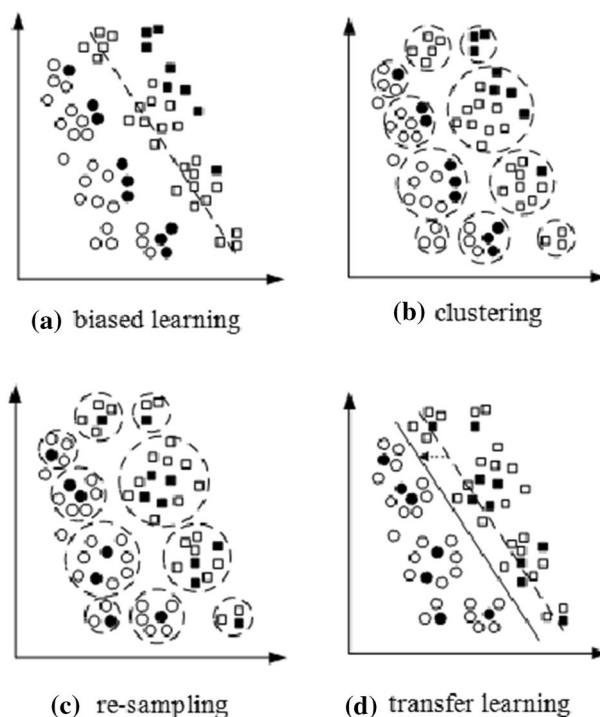 (a) biased learning
(b) clustering
(c) re-sampling
(d) transfer learning